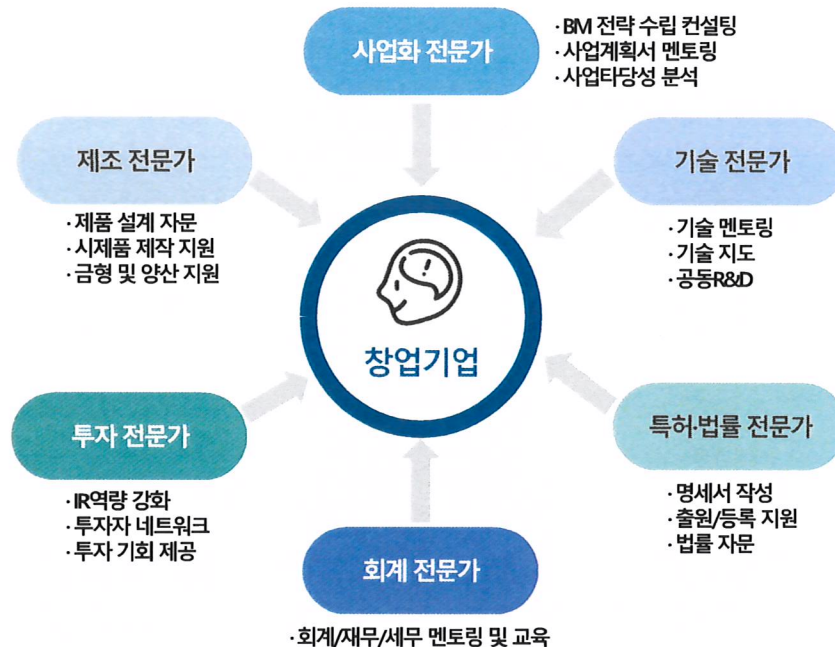 사업화 전문가
· BM 전략 수립 컨설팅
· 사업계획서 멘토링
· 사업타당성 분석
제조 전문가
· 제품 설계 자문
· 시제품 제작 지원
· 금형 및 양산 지원
기술 전문가
· 기술 멘토링
· 기술 지도
· 공동R&D
!
창업기업
투자 전문가
· IR역량 강화
· 투자자 네트워크
· 투자 기회 제공
특허·법률 전문가
· 명세서 작성
· 출원/등록 지원
· 법률 자문
회계 전문가
· 회계/재무/세무 멘토링 및 교육